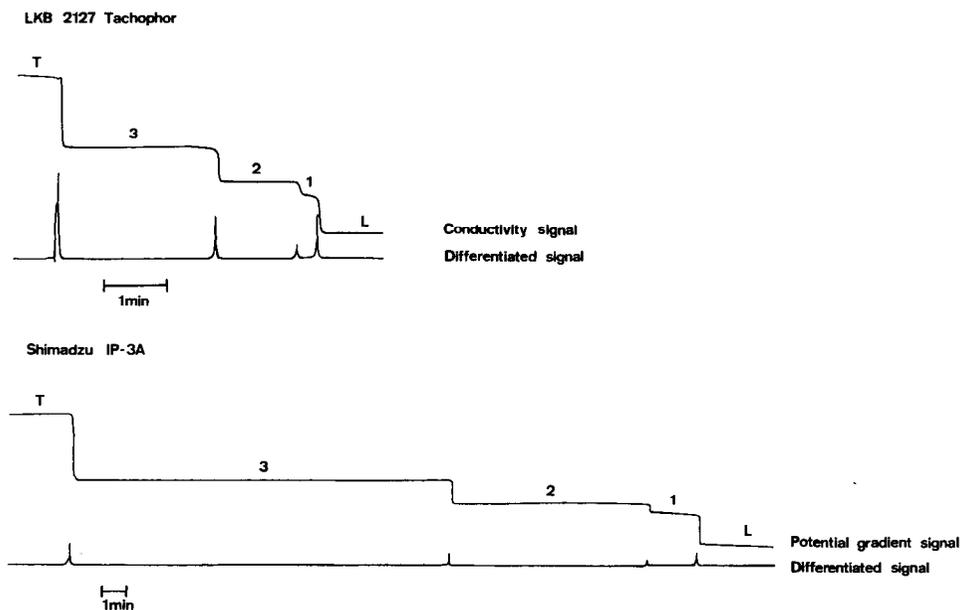 LKB 2127 Tachophor
T
3
2
1
L
Conductivity signal
Differentiated signal
1min
Shimadzu IP-3A
T
3
2
1
L
Potential gradient signal
Differentiated signal
1min